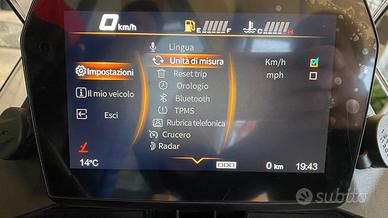 0 km/h
E F C H
Lingua
Unità di misura
Km/h
Impostazioni
Reset trip
mph
Orologio
Il mio veicolo
Bluetooth
TPMS
Esci
Rubrica telefonica
Crucero
Radar
14°C
ODO
0 km
19:43
subito